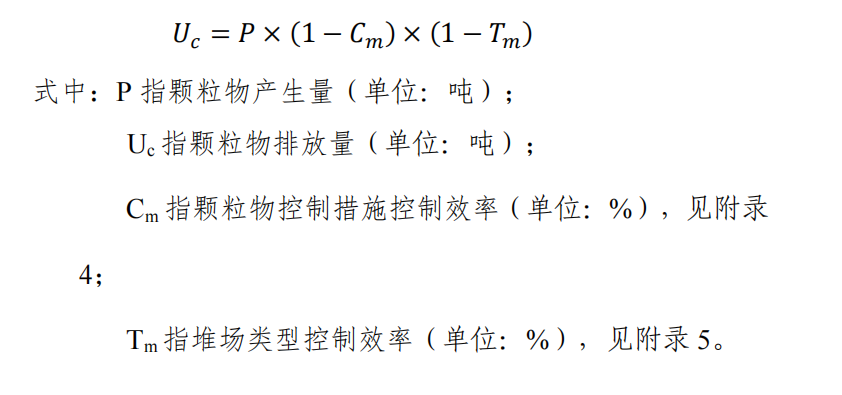 U_c = P × (1 − C_m) × (1 − T_m)
式中：P 指颗粒物产生量（单位：吨）；
U_c 指颗粒物排放量（单位：吨）；
C_m 指颗粒物控制措施控制效率（单位：%），见附录
4；
T_m 指堆场类型控制效率（单位：%），见附录 5。